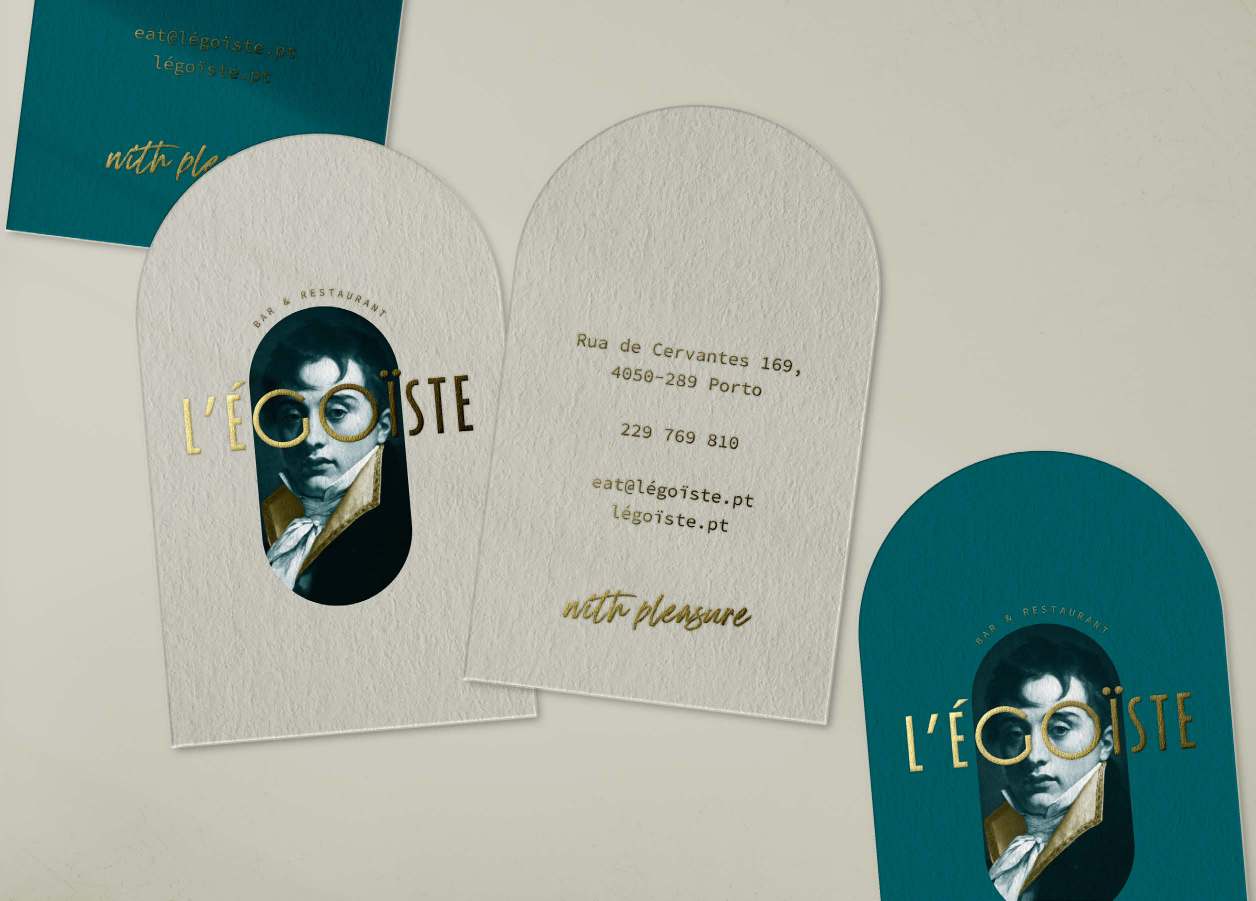 eat@légoïste.pt
légoïste.pt
with ple
BAR & RESTAURANT
L'ÉGOÏSTE
Rua de Cervantes 169,
4050-289 Porto
229 769 810
eat@légoïste.pt
légoïste.pt
with pleasure
BAR & RESTAURANT
L'ÉGOÏSTE